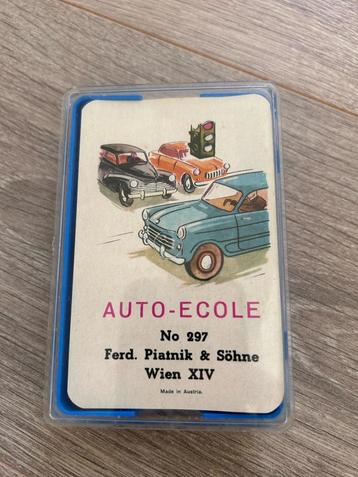 AUTO-ECOLE
No 297
Ferd. Piatnik & Söhne
Wien XIV
Made in Austria.